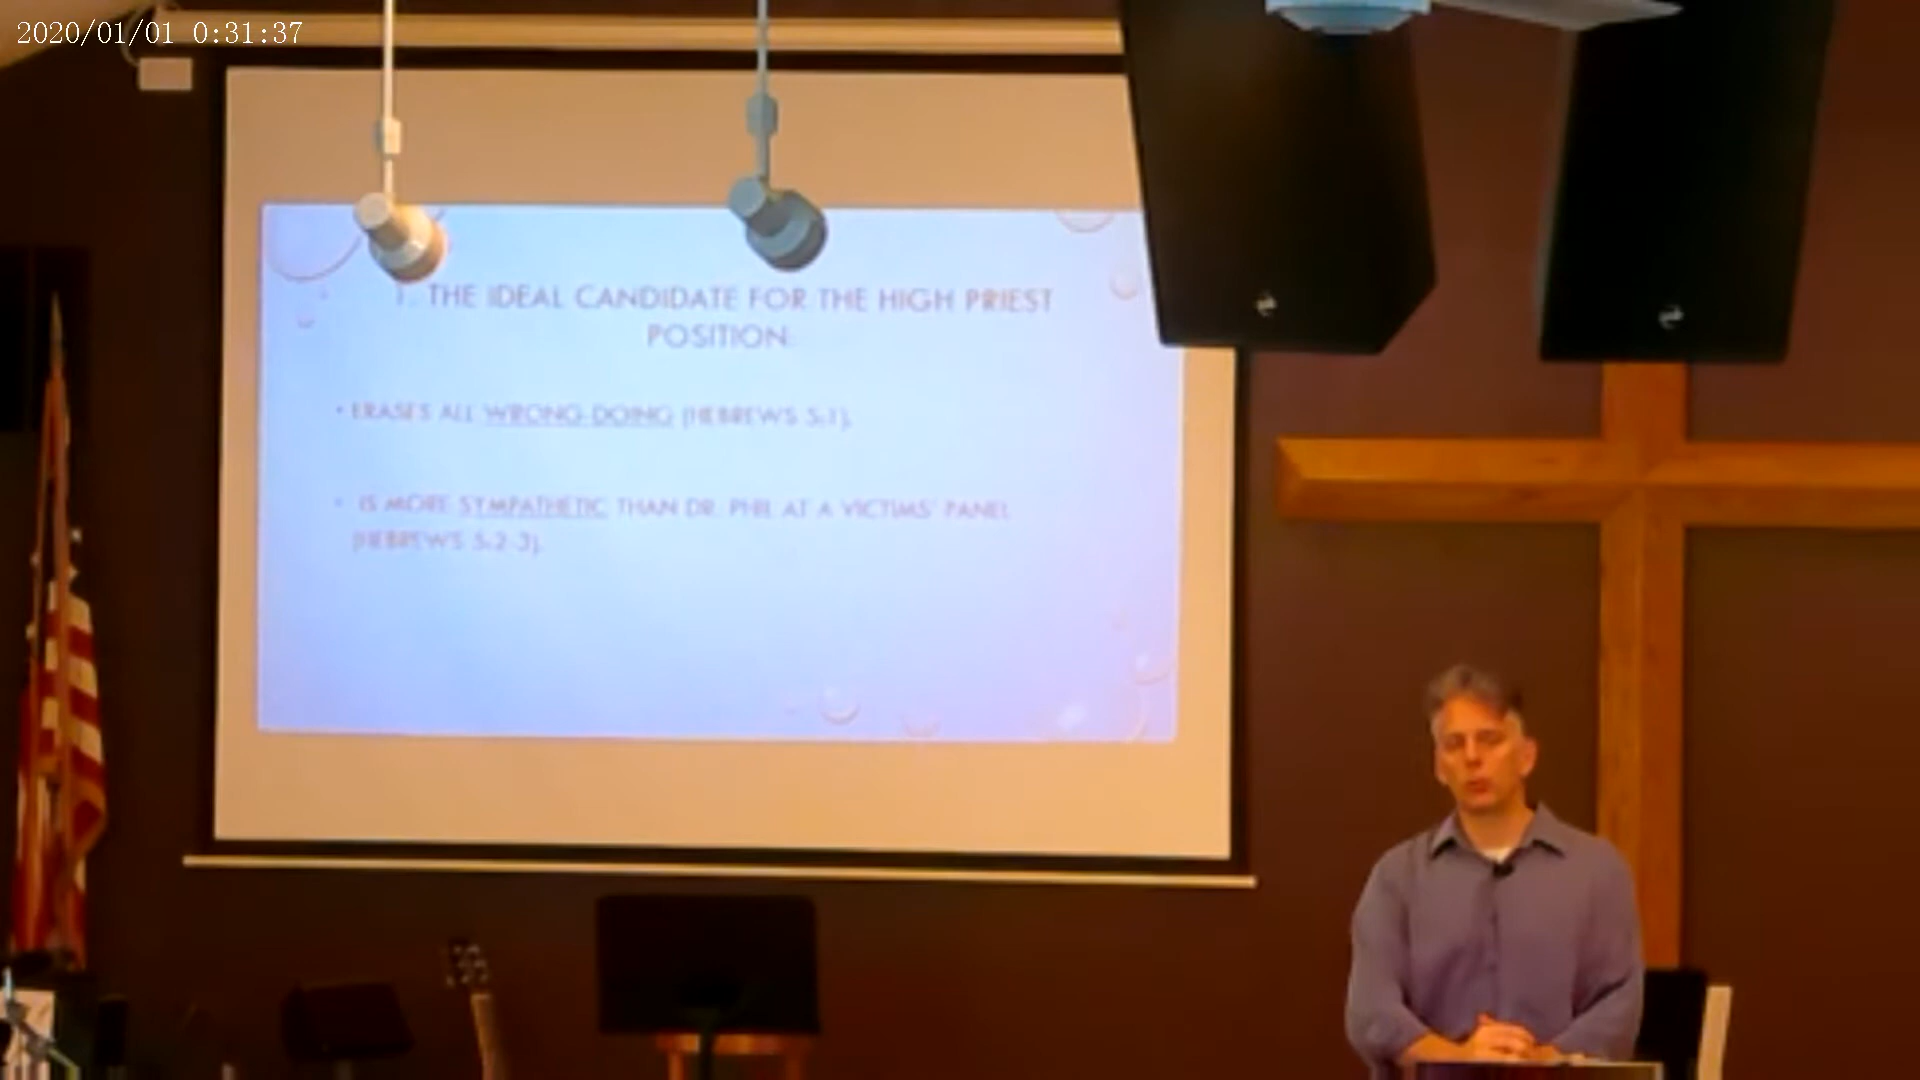 2020/01/01 0:31:37
1. THE IDEAL CANDIDATE FOR THE HIGH PRIEST
POSITION:
• ERASES ALL WRONG-DOING (HEBREWS 5:1).
• IS MORE SYMPATHETIC THAN DR. PHIL AT A VICTIMS' PANEL
(HEBREWS 5:2-3).